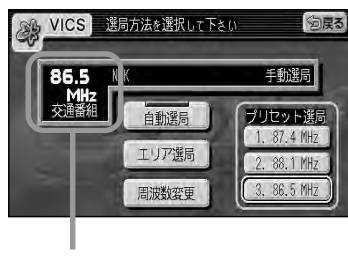 VICS 選局方法を選択して下さい 戻る
86.5
MHz
交通番組
手動選局
自動選局
エリア選局
周波数変更
プリセット選局
1. 87.4 MHz
2. 88.1 MHz
3. 86.5 MHz